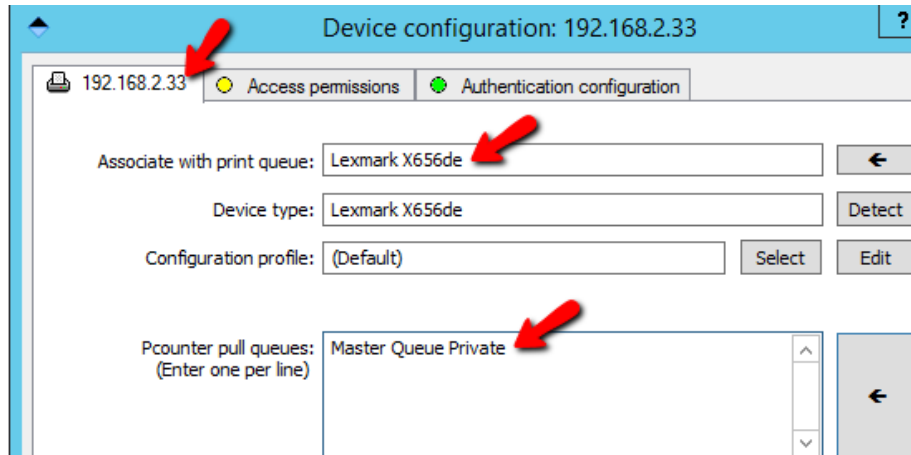 Device configuration: 192.168.2.33
?
192.168.2.33 Access permissions Authentication configuration
Associate with print queue: Lexmark X656de
Device type: Lexmark X656de Detect
Configuration profile: (Default) Select Edit
Pcounter pull queues: Master Queue Private
(Enter one per line)